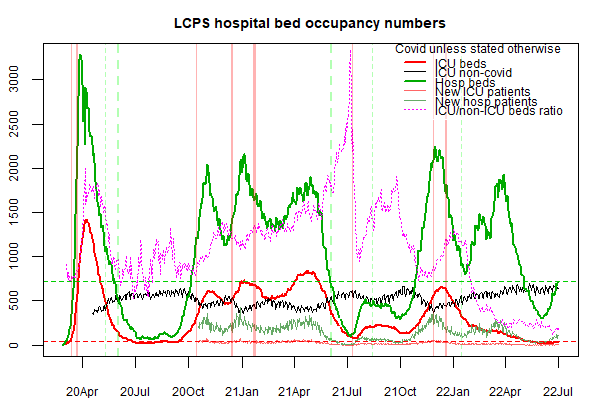 LCPS hospital bed occupancy numbers
Covid unless stated otherwise
ICU beds
ICU non-covid
Hosp beds
New ICU patients
New hosp patients
ICU/non-ICU beds ratio
3000
2500
2000
1500
1000
500
0
20Apr 20Jul 20Oct 21Jan 21Apr 21Jul 21Oct 22Jan 22Apr 22Jul